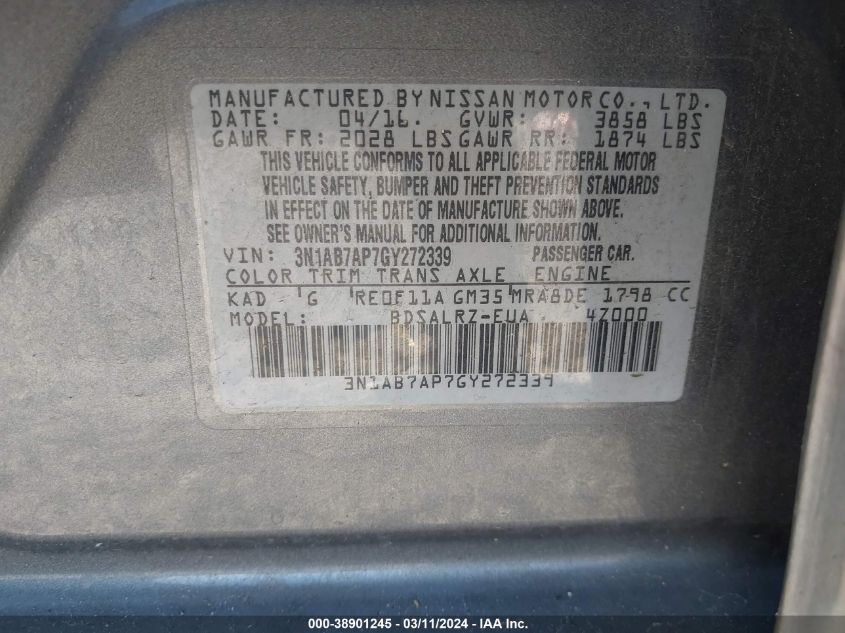 MANUFACTURED BY NISSAN MOTOR CO., LTD.
DATE: 04/16. GVWR: 3858 LBS
GAWR FR: 2028 LBS GAWR RR: 1874 LBS
THIS VEHICLE CONFORMS TO ALL APPLICABLE FEDERAL MOTOR
VEHICLE SAFETY, BUMPER AND THEFT PREVENTION STANDARDS
IN EFFECT ON THE DATE OF MANUFACTURE SHOWN ABOVE.
SEE OWNER'S MANUAL FOR ADDITIONAL INFORMATION.
VIN: 3N1AB7AP7GY272339 PASSENGER CAR.
COLOR TRIM TRANS AXLE ENGINE
KAD G RE0F11A GM35 MRA8DE 1798 CC
MODEL: BDSALRZ-EUA 4Z000
3N1AB7AP7GY272339
000-38901245 - 03/11/2024 - IAAI.com